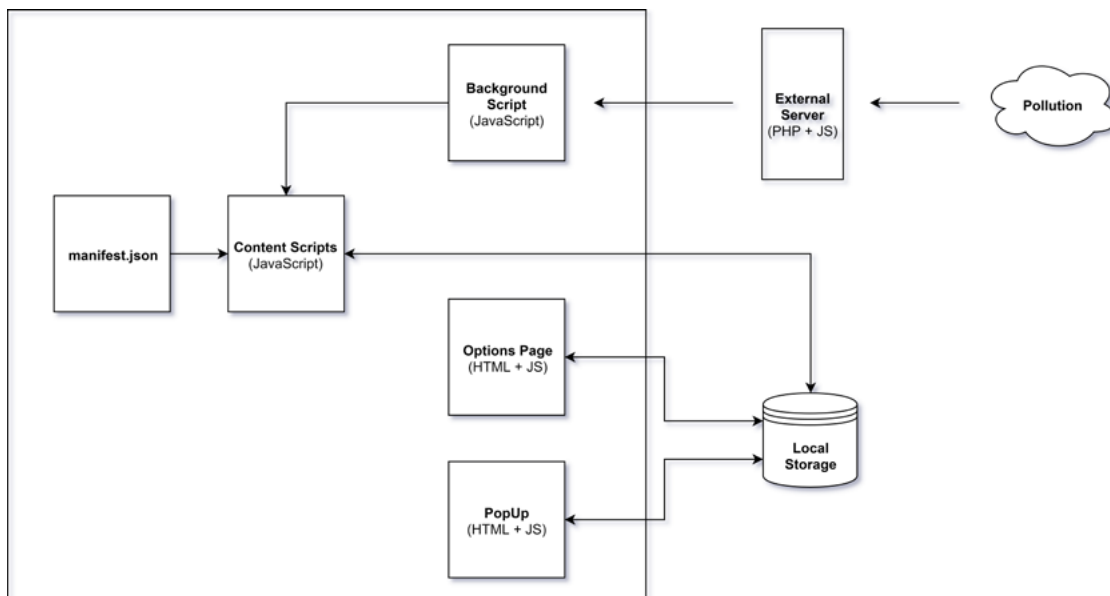 Background
Script
(JavaScript)
External
Server
(PHP + JS)
Pollution
manifest.json
Content Scripts
(JavaScript)
Options Page
(HTML + JS)
Local
Storage
PopUp
(HTML + JS)